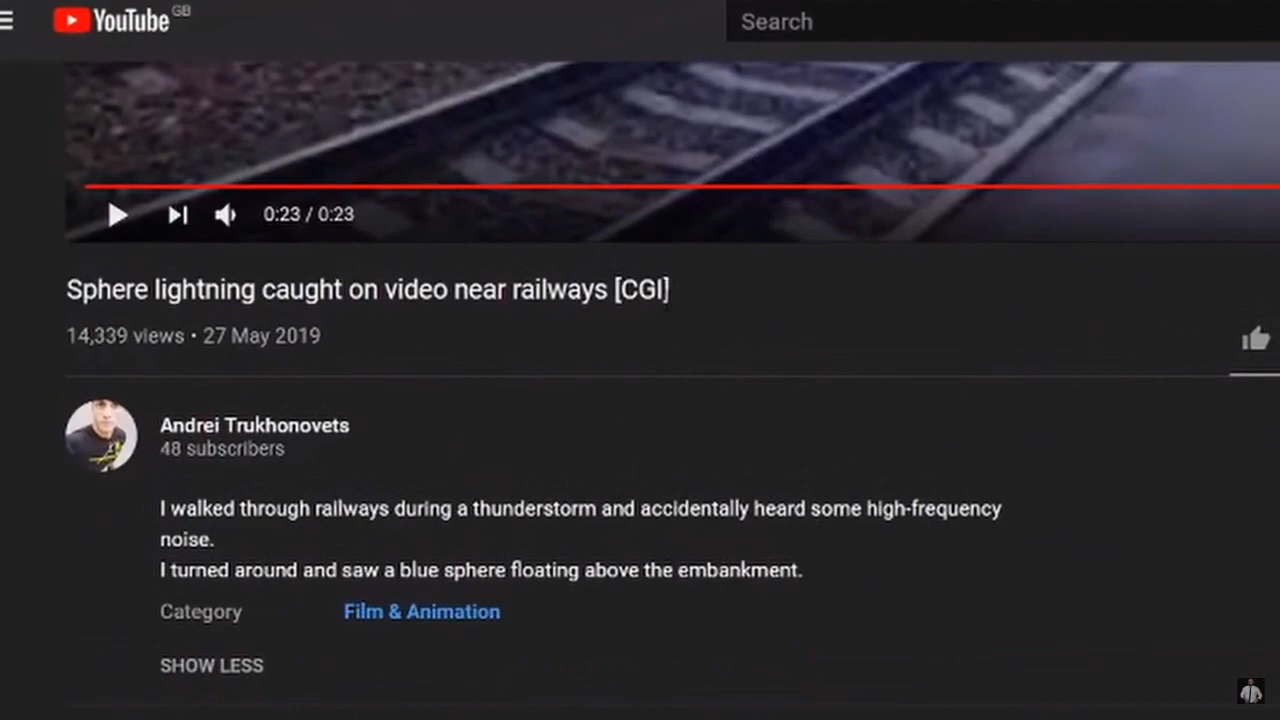 YouTube GB
Search
0:23 / 0:23
Sphere lightning caught on video near railways [CGI]
14,339 views • 27 May 2019
Andrei Trukhonovets
48 subscribers
I walked through railways during a thunderstorm and accidentally heard some high-frequency
noise.
I turned around and saw a blue sphere floating above the embankment.
Category Film & Animation
SHOW LESS